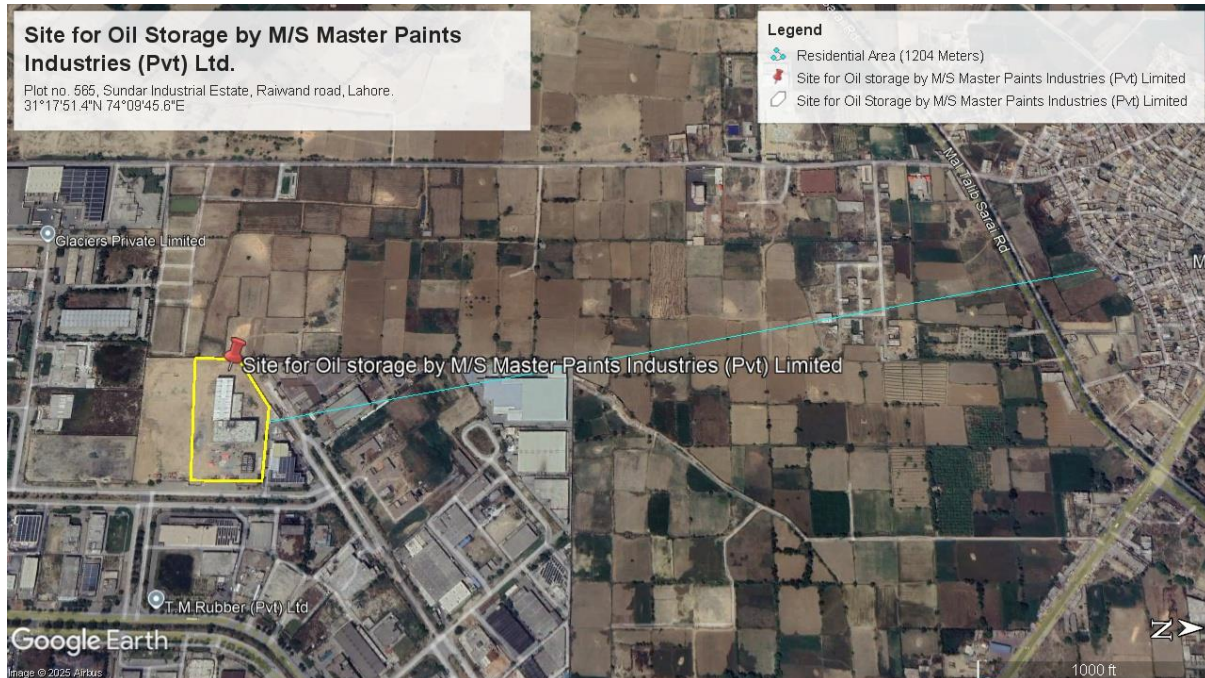 Site for Oil Storage by M/S Master Paints
Industries (Pvt) Ltd.
Plot no. 565, Sundar Industrial Estate, Raiwand road, Lahore.
31°17'51.4"N 74°09'45.6"E
Legend
Residential Area (1204 Meters)
Site for Oil storage by M/S Master Paints Industries (Pvt) Limited
Site for Oil Storage by M/S Master Paints Industries (Pvt) Limited
Mal Talib Sarai Rd
Glaciers Private Limited
M
Site for Oil storage by M/S Master Paints Industries (Pvt) Limited
T M Rubber (Pvt) Ltd
Google Earth
N
Image © 2025 Airbus
1000 ft